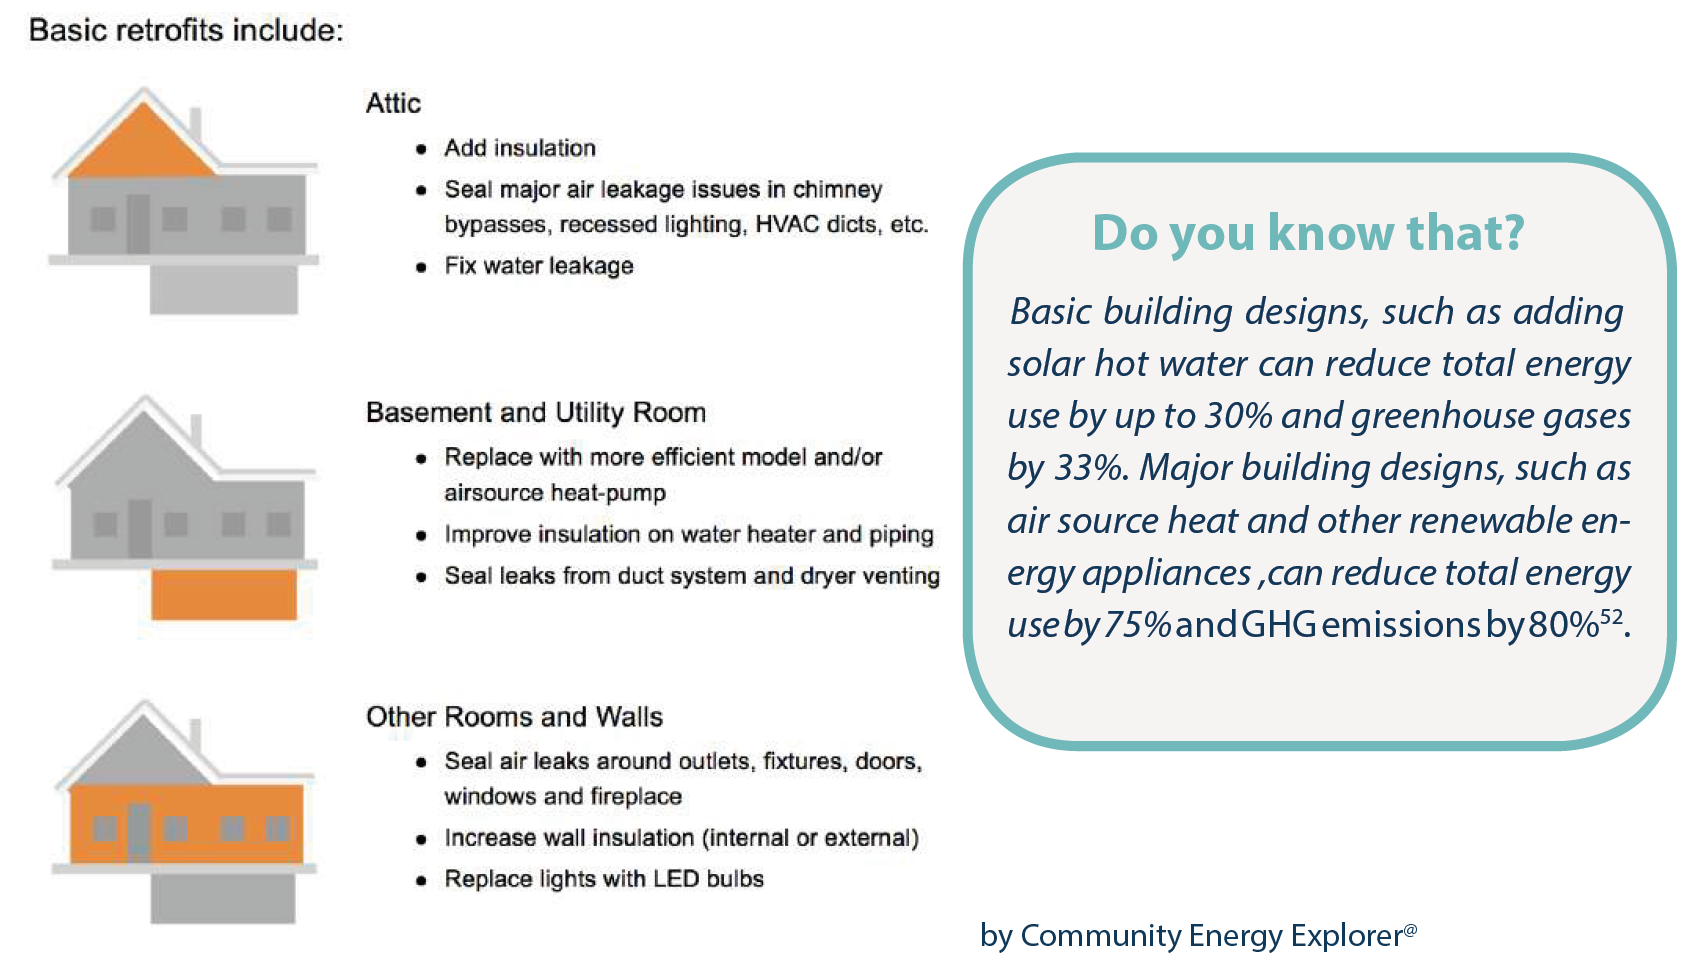 Basic retrofits include:
Attic
• Add insulation
• Seal major air leakage issues in chimney
bypasses, recessed lighting, HVAC dicts, etc.
• Fix water leakage
Basement and Utility Room
• Replace with more efficient model and/or
airsource heat-pump
• Improve insulation on water heater and piping
• Seal leaks from duct system and dryer venting
Other Rooms and Walls
• Seal air leaks around outlets, fixtures, doors,
windows and fireplace
• Increase wall insulation (internal or external)
• Replace lights with LED bulbs
Do you know that?
Basic building designs, such as adding
solar hot water can reduce total energy
use by up to 30% and greenhouse gases
by 33%. Major building designs, such as
air source heat and other renewable en-
ergy appliances ,can reduce total energy
use by 75% and GHG emissions by 80%52.
by Community Energy Explorer@